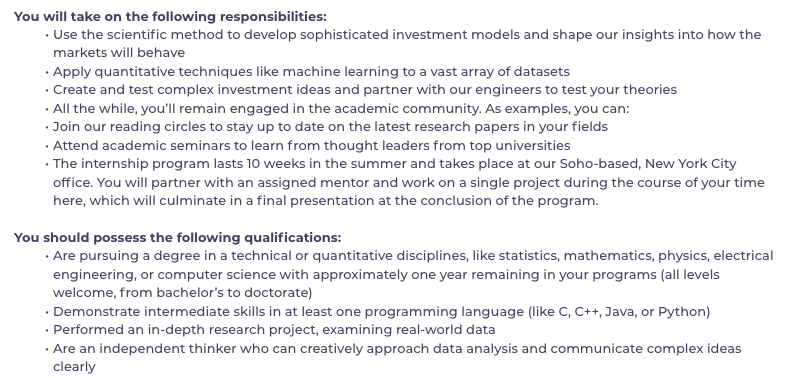 You will take on the following responsibilities:
· Use the scientific method to develop sophisticated investment models and shape our insights into how the
markets will behave
· Apply quantitative techniques like machine learning to a vast array of datasets
· Create and test complex investment ideas and partner with our engineers to test your theories
· All the while, you’ll remain engaged in the academic community. As examples, you can:
· Join our reading circles to stay up to date on the latest research papers in your fields
· Attend academic seminars to learn from thought leaders from top universities
· The internship program lasts 10 weeks in the summer and takes place at our Soho-based, New York City
office. You will partner with an assigned mentor and work on a single project during the course of your time
here, which will culminate in a final presentation at the conclusion of the program.
You should possess the following qualifications:
· Are pursuing a degree in a technical or quantitative disciplines, like statistics, mathematics, physics, electrical
engineering, or computer science with approximately one year remaining in your programs (all levels
welcome, from bachelor’s to doctorate)
· Demonstrate intermediate skills in at least one programming language (like C, C++, Java, or Python)
· Performed an in-depth research project, examining real-world data
· Are an independent thinker who can creatively approach data analysis and communicate complex ideas
clearly